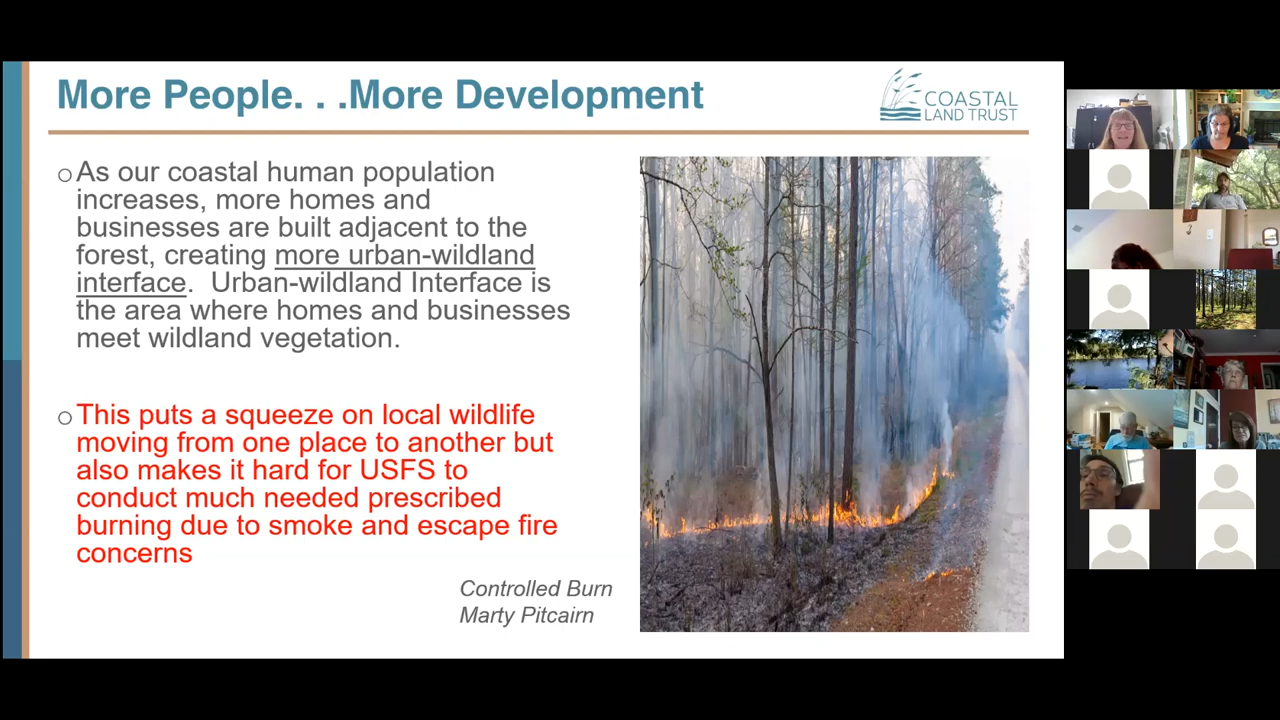 More People. . .More Development
COASTAL
LAND TRUST
○As our coastal human population
increases, more homes and
businesses are built adjacent to the
forest, creating more urban-wildland
interface.  Urban-wildland Interface is
the area where homes and businesses
meet wildland vegetation.
○This puts a squeeze on local wildlife
moving from one place to another but
also makes it hard for USFS to
conduct much needed prescribed
burning due to smoke and escape fire
concerns
Controlled Burn
Marty Pitcairn